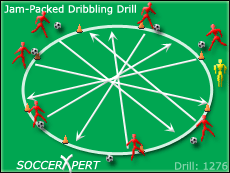 Jam-Packed Dribbling Drill
SOCCERXPERT
Drill: 1276